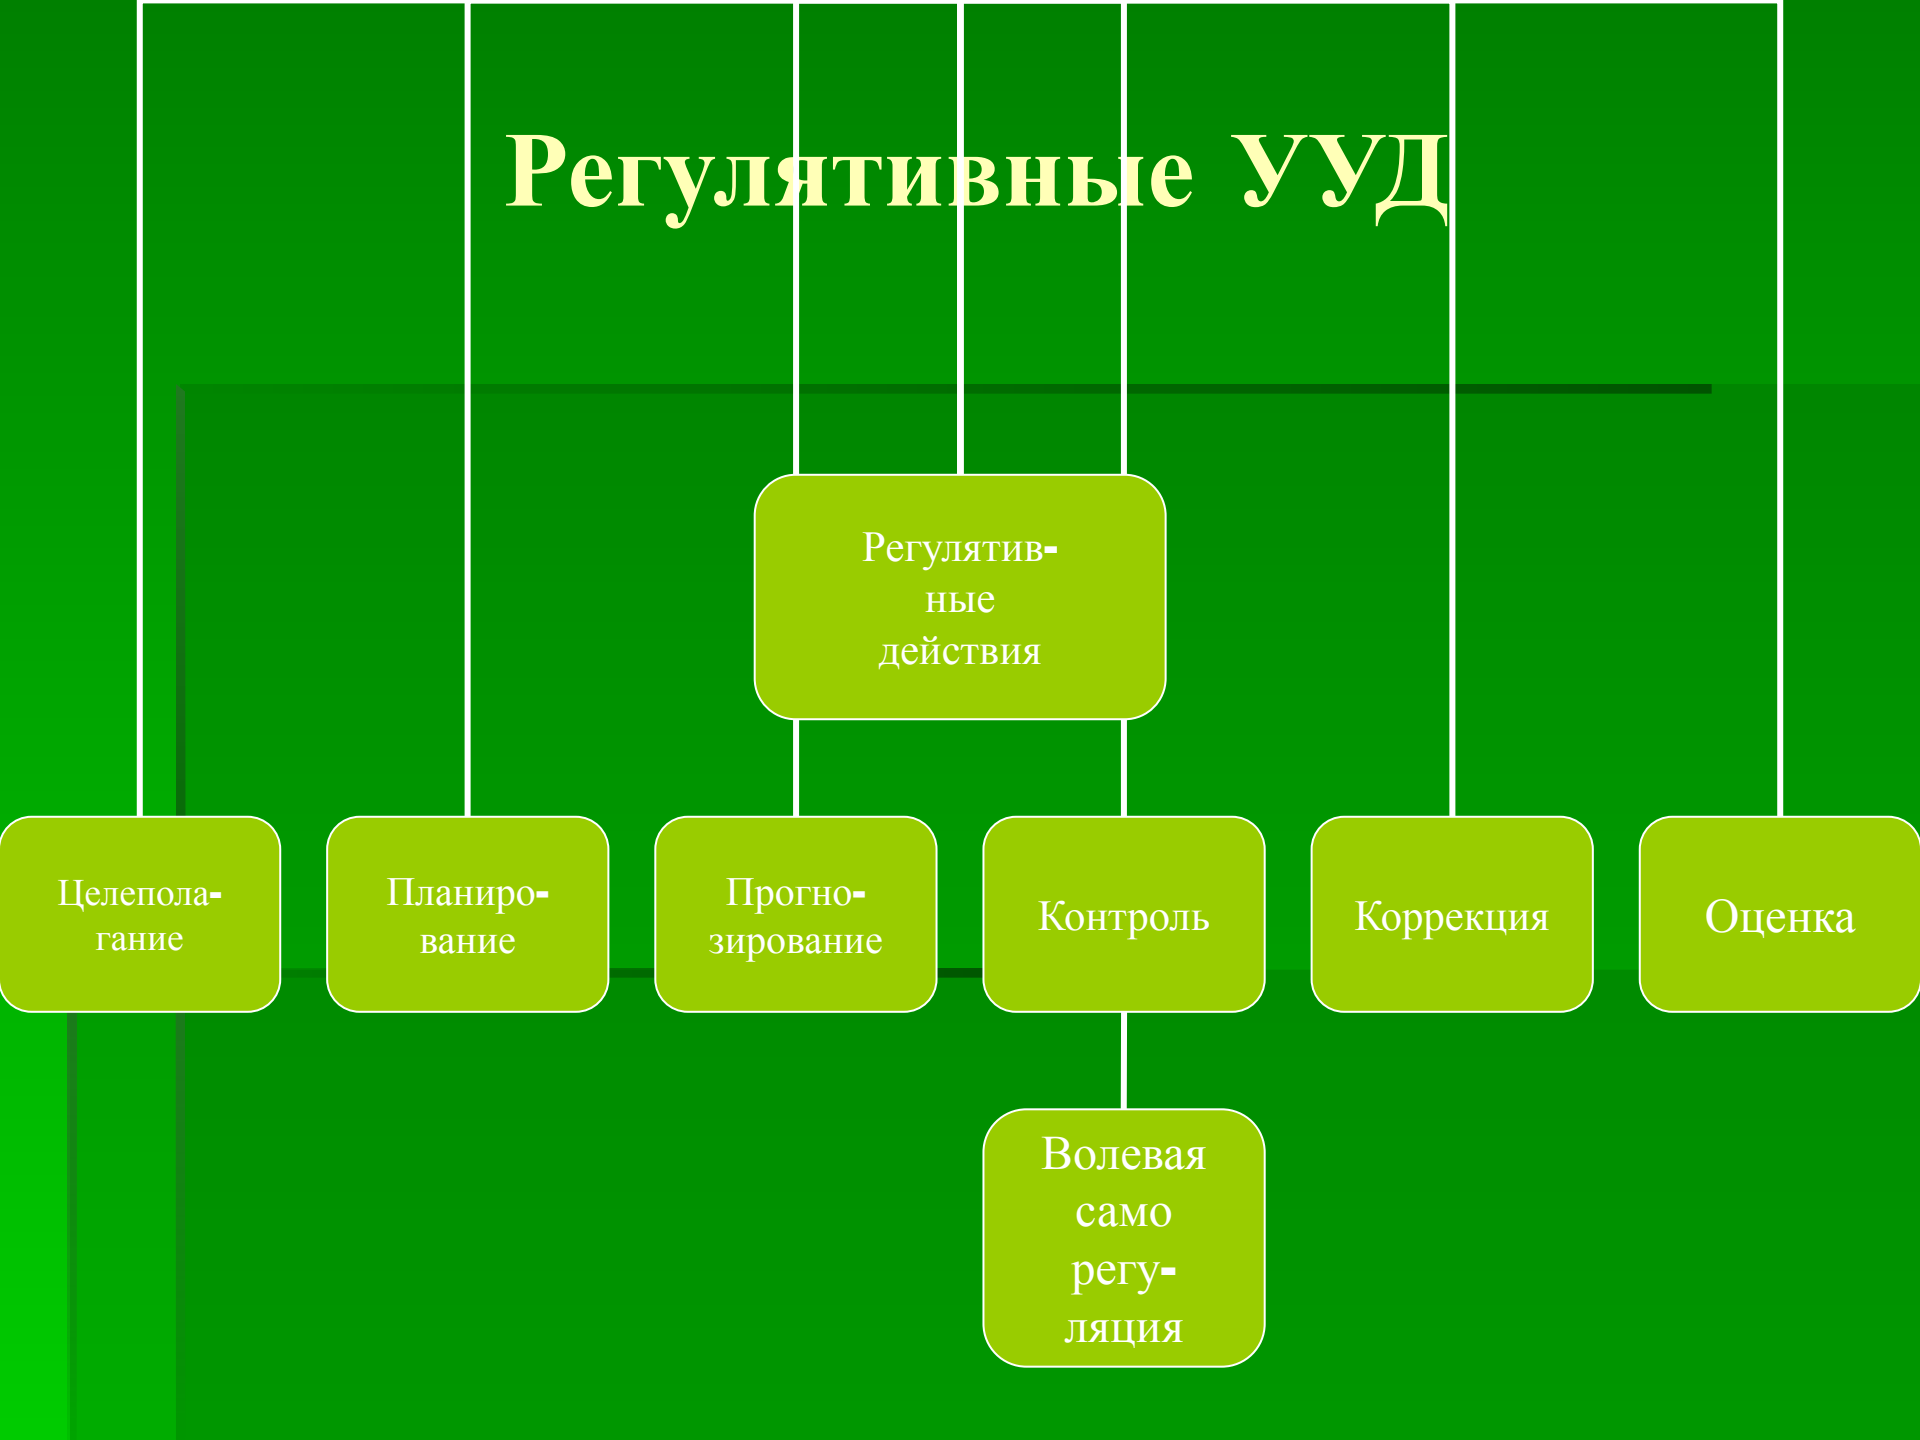 Регулятивные УУД
Регулятив-
ные
действия
Целепола-
гание
Планиро-
вание
Прогно-
зирование
Контроль
Коррекция
Оценка
Волевая
само
регу-
ляция